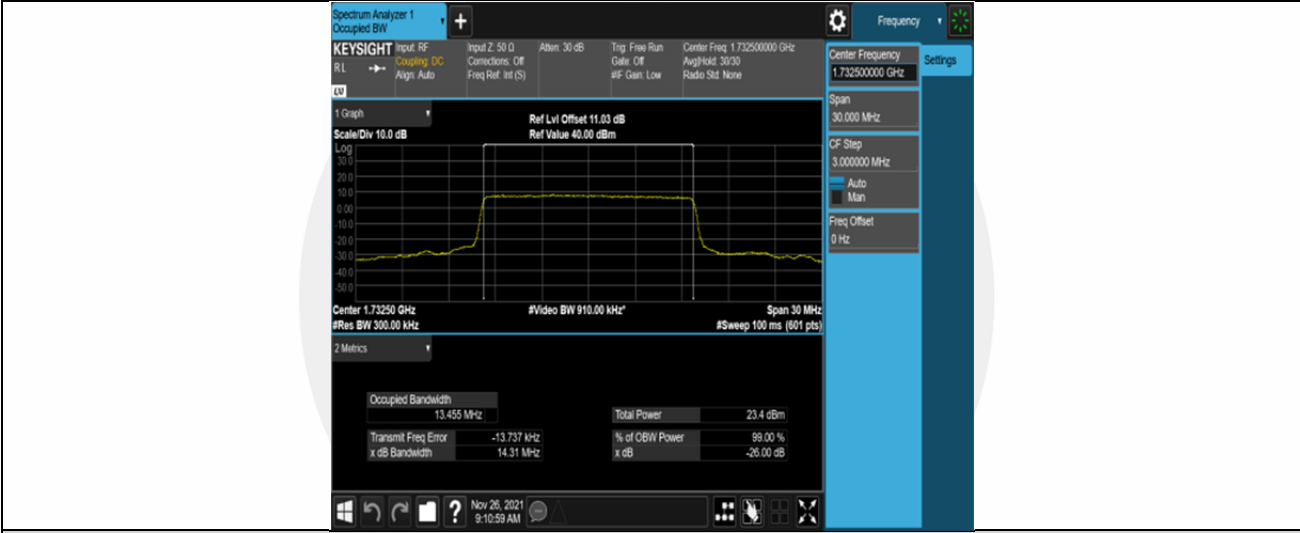 Spectrum Analyzer 1
Occupied BW
Frequency
KEYSIGHT
RL
Input: RF
Coupling: DC
Align: Auto
Input Z: 50 Ω
Corrections: Off
Freq Ref: Int (S)
Atten: 30 dB
Trig: Free Run
Gate: Off
#IF Gain: Low
Center Freq: 1.732500000 GHz
Avg|Hold: 30/30
Radio Std: None
1 Graph
Scale/Div 10.0 dB
Ref Lvl Offset 11.03 dB
Ref Value 40.00 dBm
Log
30.0
20.0
10.0
0.00
-10.0
-20.0
-30.0
-40.0
-50.0
Center 1.73250 GHz
#Res BW 300.00 kHz
#Video BW 910.00 kHz*
Span 30 MHz
#Sweep 100 ms (601 pts)
2 Metrics
Occupied Bandwidth
13.455 MHz
Total Power 23.4 dBm
Transmit Freq Error -13.737 kHz
% of OBW Power 99.00 %
x dB Bandwidth 14.31 MHz
x dB -26.00 dB
Nov 26, 2021
9:10:59 AM
Center Frequency
1.732500000 GHz
Settings
Span
30.000 MHz
CF Step
3.000000 MHz
Auto
Man
Freq Offset
0 Hz